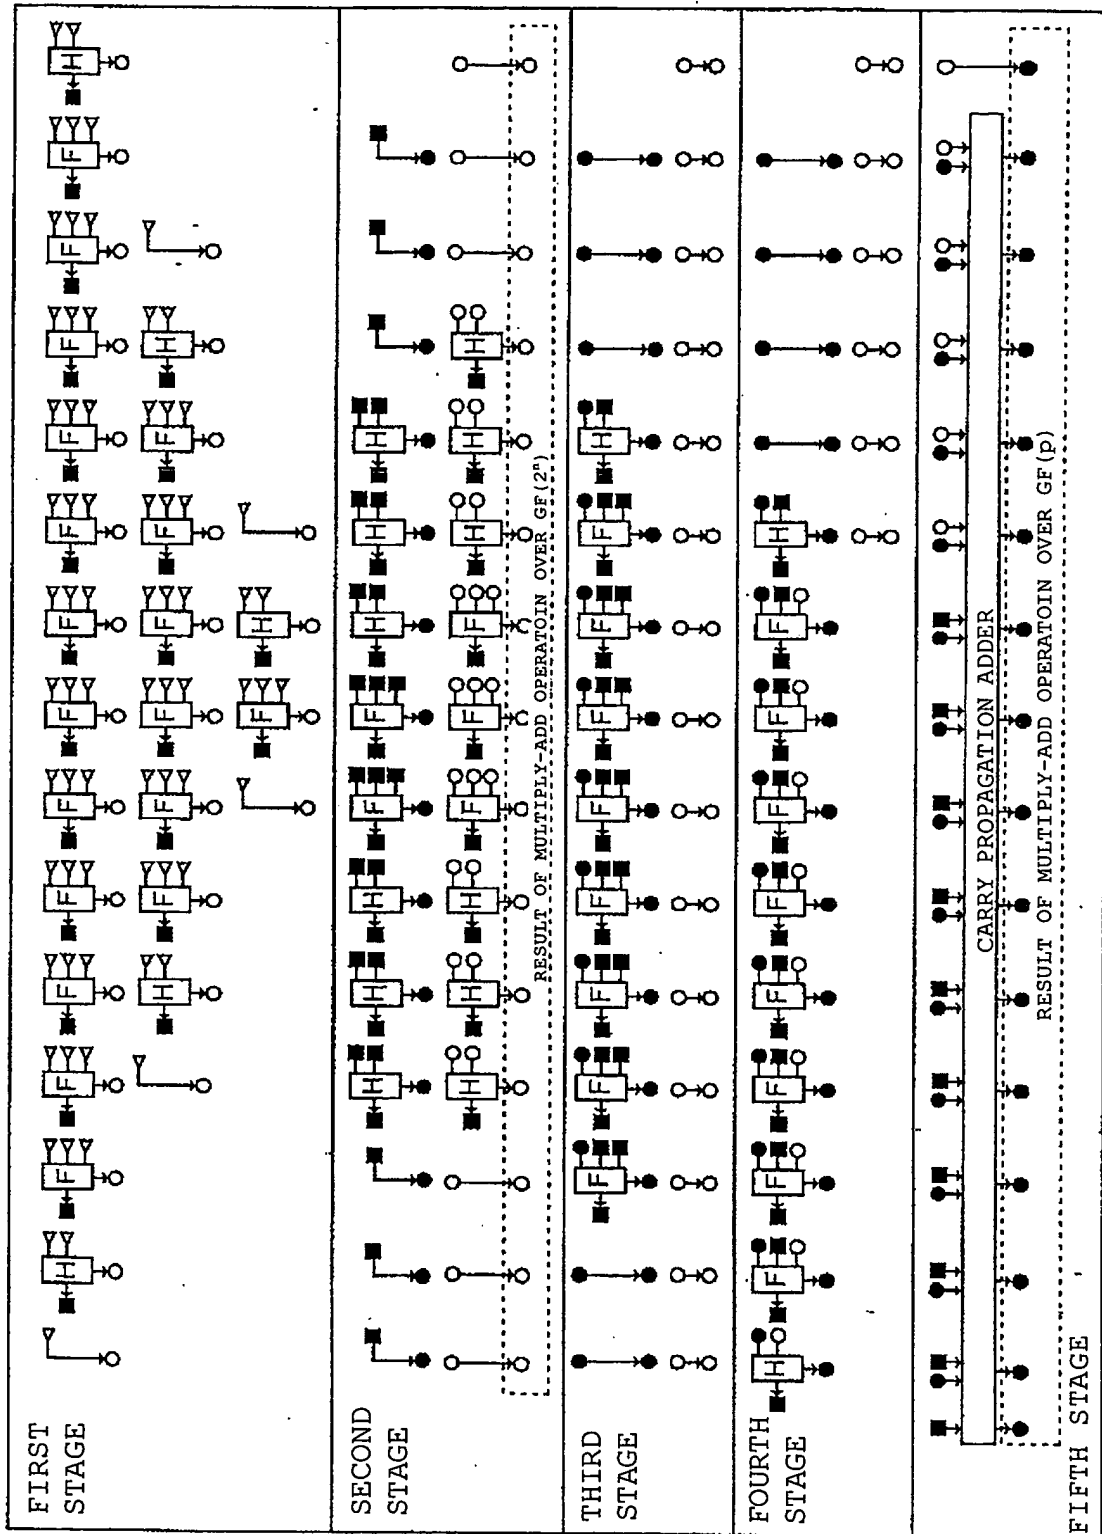 FIRST
STAGE
H F F F F F F F F F F F F H
H F F F F F F H
F H
SECOND
STAGE
H H H F F H H H
H H H F F F H H H
RESULT OF MULTIPLY-ADD OPERATOIN OVER GF(2ⁿ)
THIRD
STAGE
F F F F F F F F H
FOURTH
STAGE
H F F F F F F F F H
CARRY PROPAGATION ADDER
RESULT OF MULTIPLY-ADD OPERATOIN OVER GF(p)
FIFTH STAGE